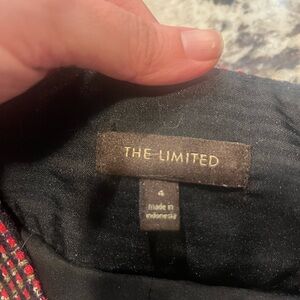 THE LIMITED
4
made in
indonesia